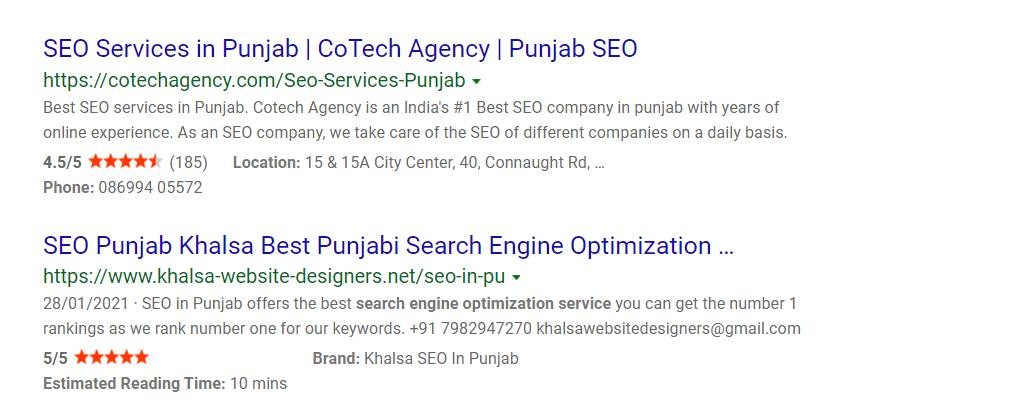 SEO Services in Punjab | CoTech Agency | Punjab SEO
https://cotechagency.com/Seo-Services-Punjab
Best SEO services in Punjab. Cotech Agency is an India's #1 Best SEO company in punjab with years of
online experience. As an SEO company, we take care of the SEO of different companies on a daily basis.
4.5/5 (185) Location: 15 & 15A City Center, 40, Connaught Rd, ...
Phone: 086994 05572
SEO Punjab Khalsa Best Punjabi Search Engine Optimization ...
https://www.khalsa-website-designers.net/seo-in-pu
28/01/2021 · SEO in Punjab offers the best search engine optimization service you can get the number 1
rankings as we rank number one for our keywords. +91 7982947270 khalsawebsitedesigners@gmail.com
5/5 Brand: Khalsa SEO In Punjab
Estimated Reading Time: 10 mins